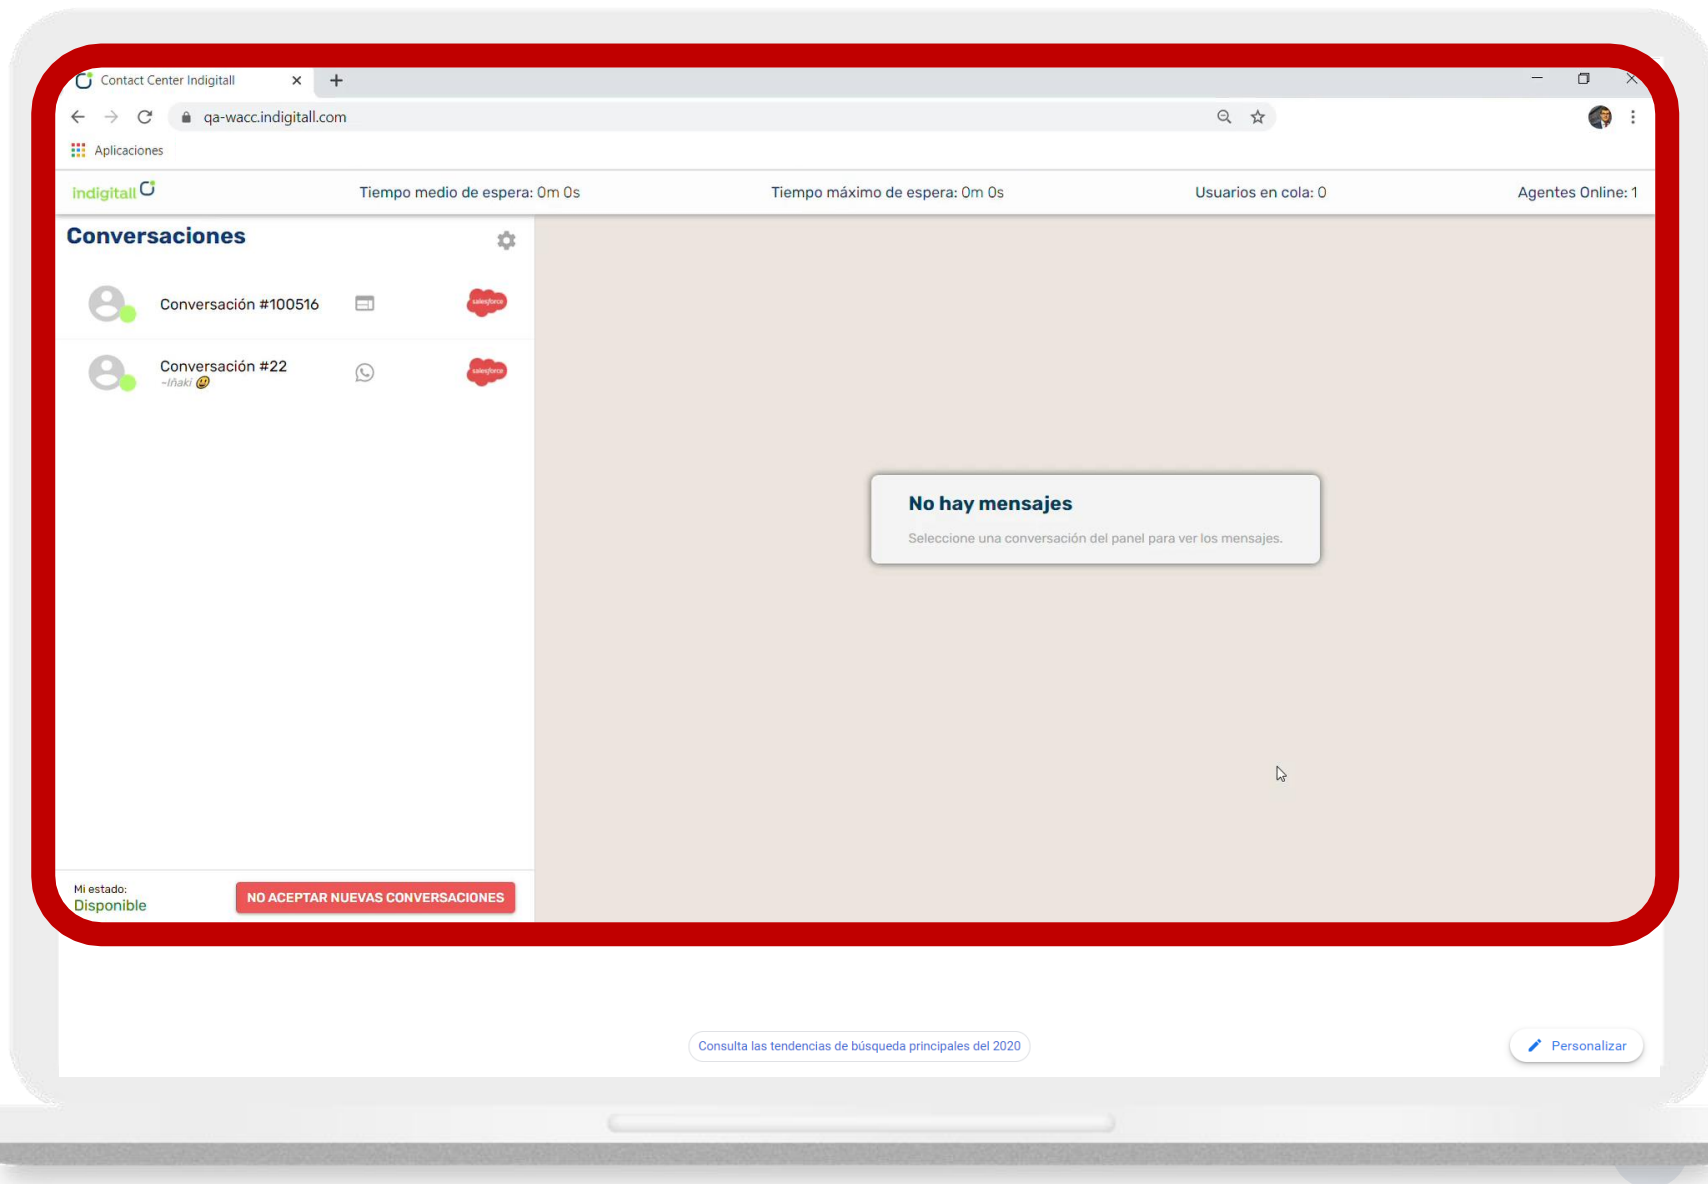 Contact Center Indigitall
qa-wacc.indigitall.com
Aplicaciones
indigitall
Tiempo medio de espera: 0m 0s
Tiempo máximo de espera: 0m 0s
Usuarios en cola: 0
Agentes Online: 1
Conversaciones
Conversación #100516
salesforce
Conversación #22
~Iñaki 😃
salesforce
No hay mensajes
Seleccione una conversación del panel para ver los mensajes.
Mi estado:
Disponible
NO ACEPTAR NUEVAS CONVERSACIONES
Consulta las tendencias de búsqueda principales del 2020
Personalizar